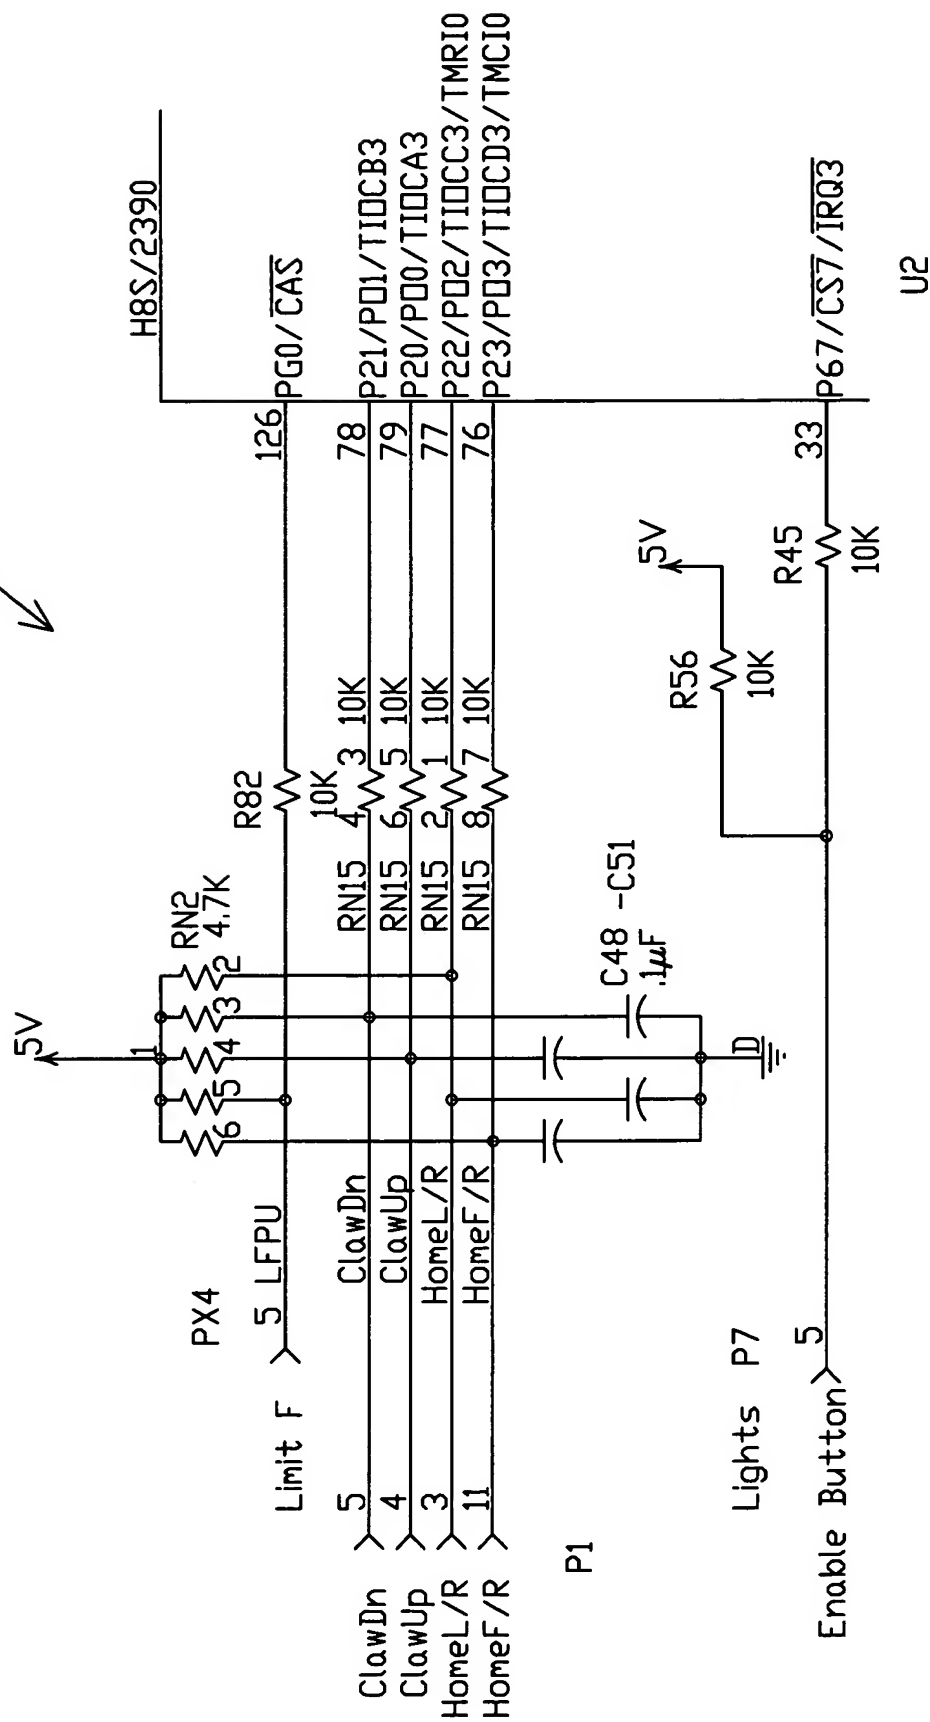 H8S/2390
5V
RN2
4.7K
1
6
5
4
3
2
PX4
Limit F
5
LFPU
R82
10K
126
PG0/CAS
ClawDn
5
ClawDn
RN15
4
3
10K
78
P21/PO1/TIOCB3
ClawUp
4
ClawUp
RN15
6
5
10K
79
P20/PO0/TIOCA3
HomeL/R
3
HomeL/R
RN15
2
1
10K
77
P22/PO2/TIOCC3/TMRI0
HomeF/R
11
HomeF/R
RN15
8
7
10K
76
P23/PO3/TIOCD3/TMCI0
P1
C48 -C51
.1µF
D
5V
R56
10K
Lights P7
Enable Button
5
R45
10K
33
P67/CS7/IRQ3
U2